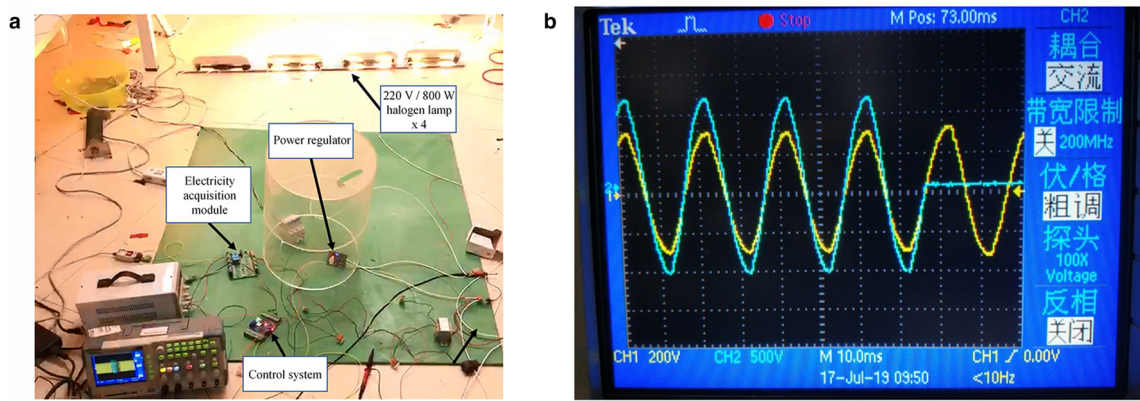 a
220 V / 800 W
halogen lamp
x 4
Power regulator
Electricity
acquisition
module
Control system
b
Tek
Stop
M Pos: 73.00ms
CH2
耦合
交流
带宽限制
关 200MHz
伏/格
粗调
探头
100X
Voltage
反相
关闭
2
1
CH1 200V
CH2 500V
M 10.0ms
CH1 ∫ 0.00V
17-Jul-19 09:50
<10Hz